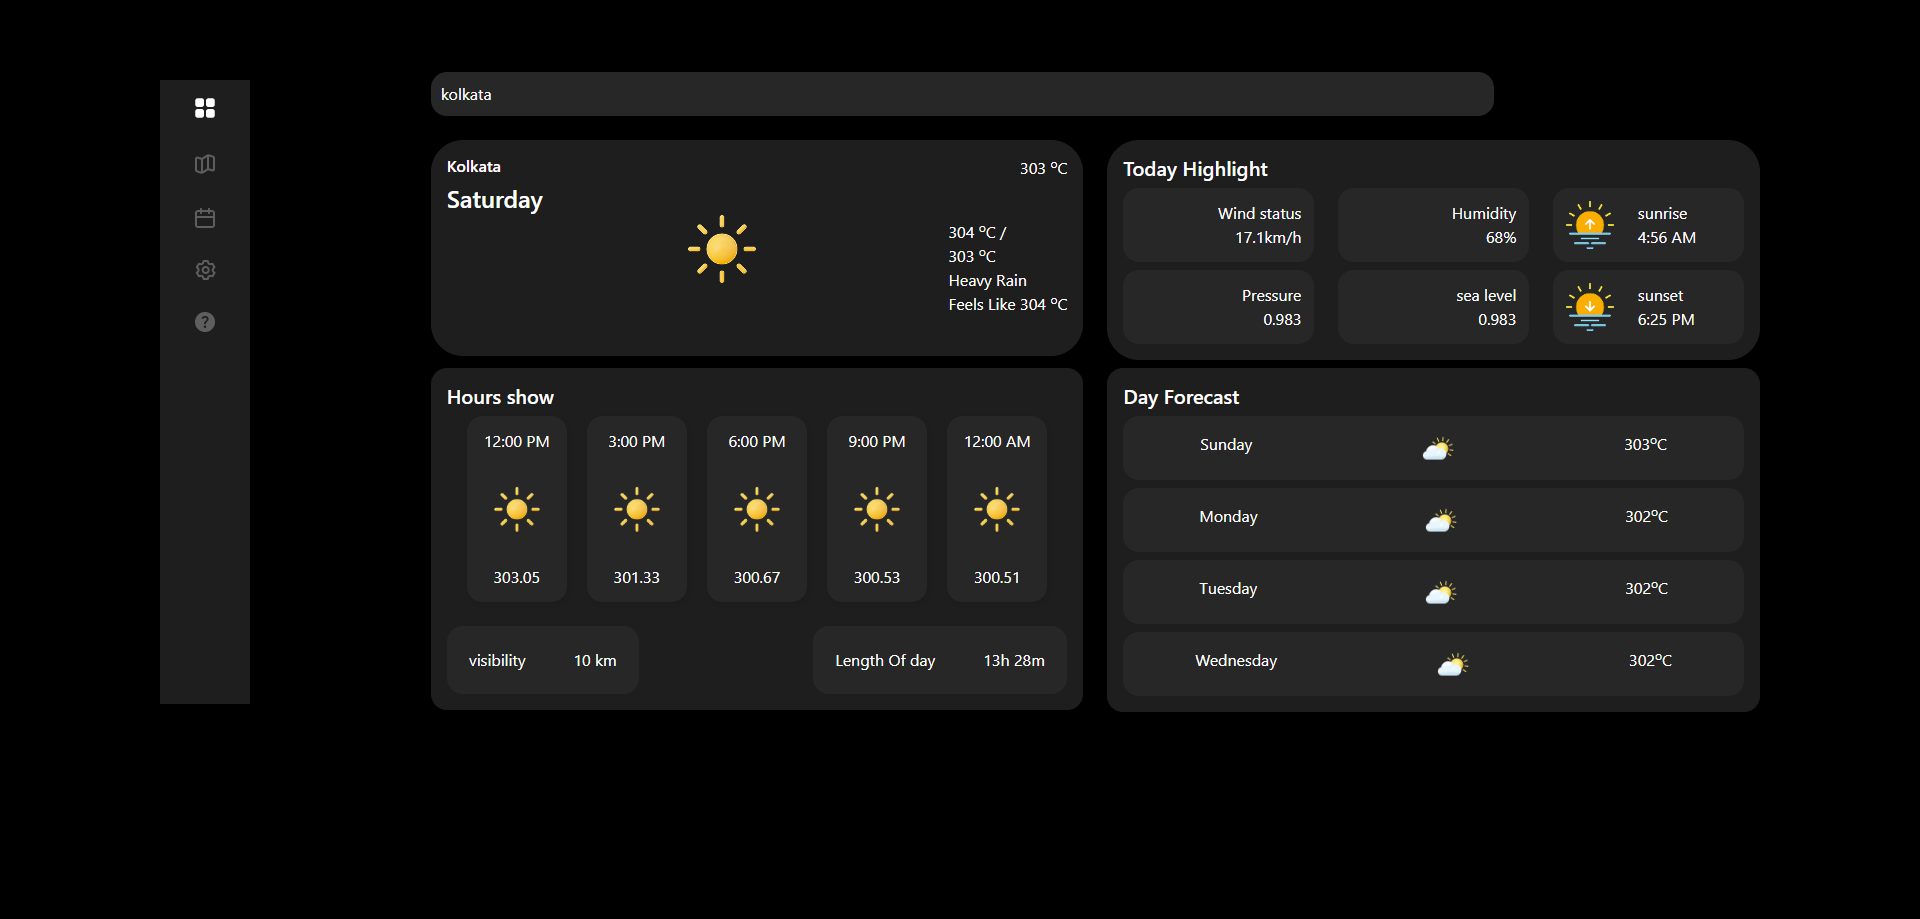 kolkata
Kolkata
303 °C
Saturday
304 °C /
303 °C
Heavy Rain
Feels Like 304 °C
Today Highlight
Wind status
17.1km/h
Humidity
68%
sunrise
4:56 AM
Pressure
0.983
sea level
0.983
sunset
6:25 PM
Hours show
12:00 PM
3:00 PM
6:00 PM
9:00 PM
12:00 AM
303.05
301.33
300.67
300.53
300.51
visibility
10 km
Length Of day
13h 28m
Day Forecast
Sunday
303°C
Monday
302°C
Tuesday
302°C
Wednesday
302°C